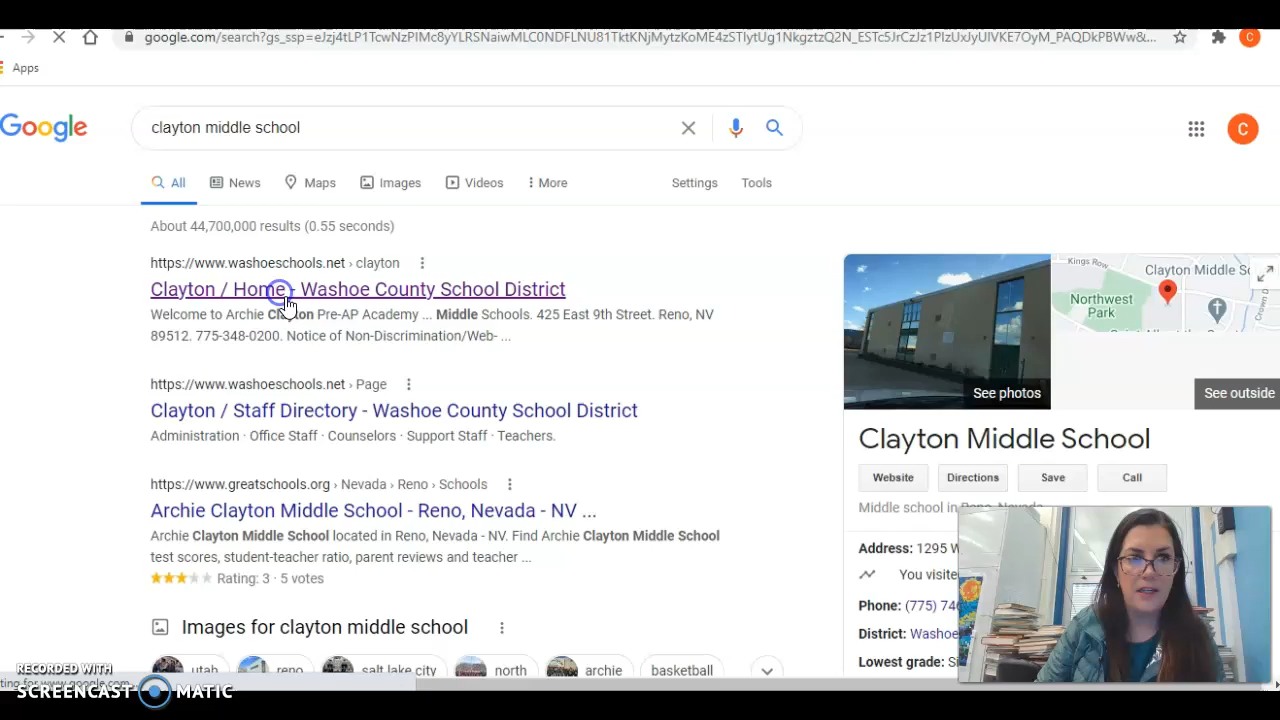 google.com/search?gs_ssp=
Apps
Google
clayton middle school
C
All
News
Maps
Images
Videos
More
Settings
Tools
About 44,700,000 results (0.55 seconds)
https://www.washoeschools.net › clayton
Clayton / Home - Washoe County School District
Welcome to Archie Clayton Pre-AP Academy ... Middle Schools. 425 East 9th Street. Reno, NV
89512. 775-348-0200. Notice of Non-Discrimination/Web- ...
https://www.washoeschools.net › Page
Clayton / Staff Directory - Washoe County School District
Administration · Office Staff · Counselors · Support Staff · Teachers.
https://www.greatschools.org › Nevada › Reno › Schools
Archie Clayton Middle School - Reno, Nevada - NV ...
Archie Clayton Middle School located in Reno, Nevada - NV. Find Archie Clayton Middle School
test scores, student-teacher ratio, parent reviews and teacher ...
Rating: 3 · 5 votes
Images for clayton middle school
utah
reno
salt lake city
north
archie
basketball
Kings Row
Clayton Middle Sc
Northwest
Park
Crown D
See photos
See outside
Clayton Middle School
Website
Directions
Save
Call
Middle school in Reno, Nevada
Address: 1295 W
You visite
Phone: (775) 74
District: Washoe
Lowest grade: S
RECORDED WITH
SCREENCAST MATIC
ting for www.google.com